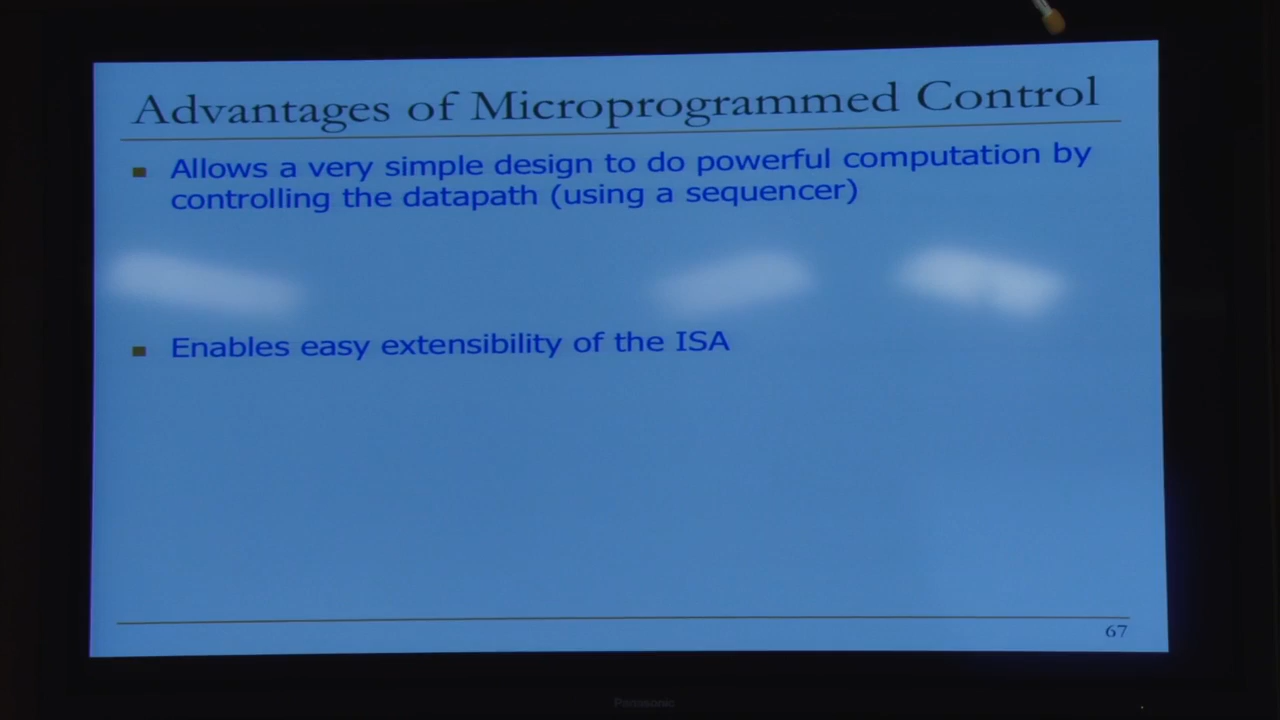 Advantages of Microprogrammed Control
Allows a very simple design to do powerful computation by
controlling the datapath (using a sequencer)
Enables easy extensibility of the ISA
67
Panasonic